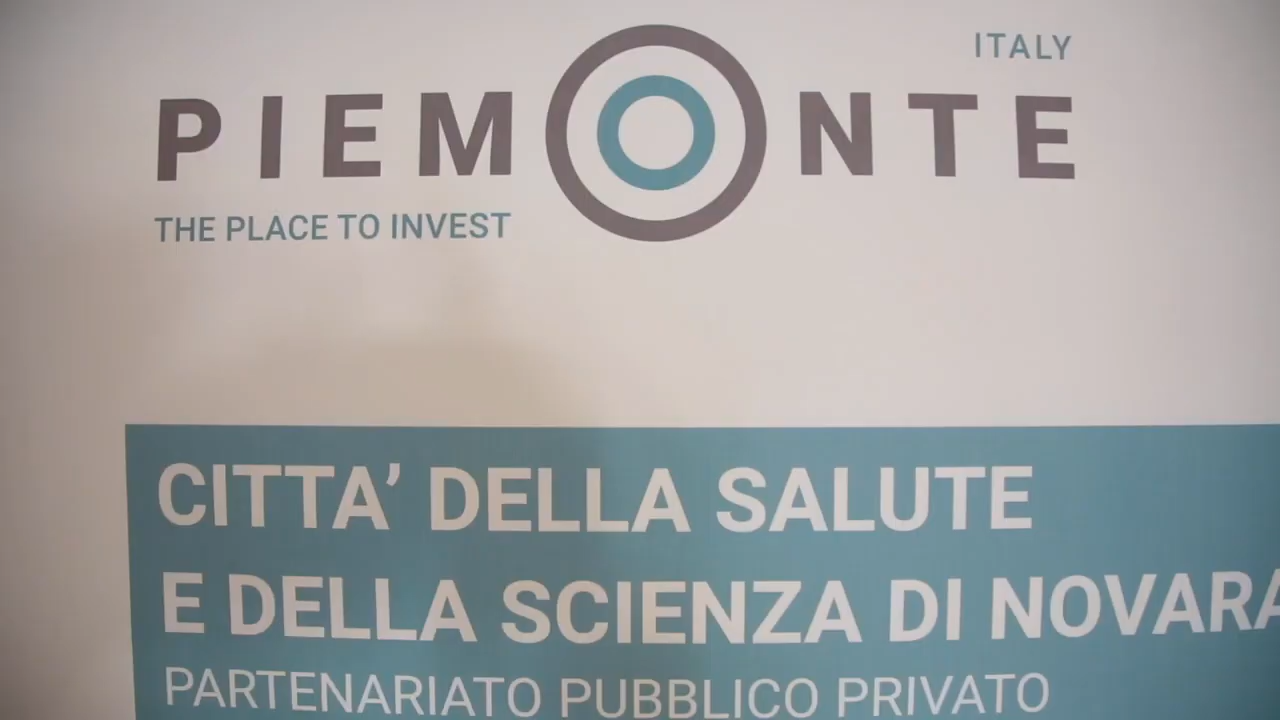 ITALY
PIEMONTE
THE PLACE TO INVEST
CITTA' DELLA SALUTE
E DELLA SCIENZA DI NOVARA
PARTENARIATO PUBBLICO PRIVATO